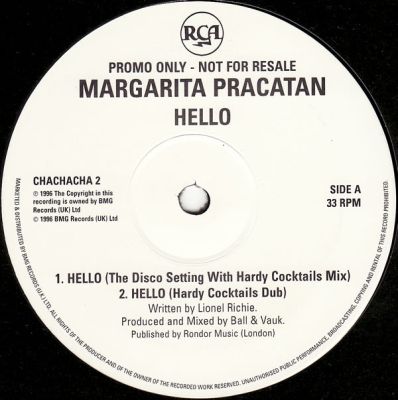 RCA
PROMO ONLY - NOT FOR RESALE
MARGARITA PRACATAN
HELLO
CHACHACHA 2
℗ 1996 The Copyright in this
recording is owned by BMG
Records (UK) Ltd
© 1996 BMG Records (UK) Ltd
SIDE A
33 RPM
1. HELLO (The Disco Setting With Hardy Cocktails Mix)
2. HELLO (Hardy Cocktails Dub)
Written by Lionel Richie.
Produced and Mixed by Ball & Vauk.
Published by Rondor Music (London)
MARKETED & DISTRIBUTED BY BMG RECORDS (U.K.) LTD. ALL RIGHTS OF THE PRODUCER AND OF THE OWNER OF THE RECORDED WORK RESERVED. UNAUTHORISED PUBLIC PERFORMANCE, BROADCASTING, COPYING AND RENTAL OF THIS RECORD PROHIBITED.